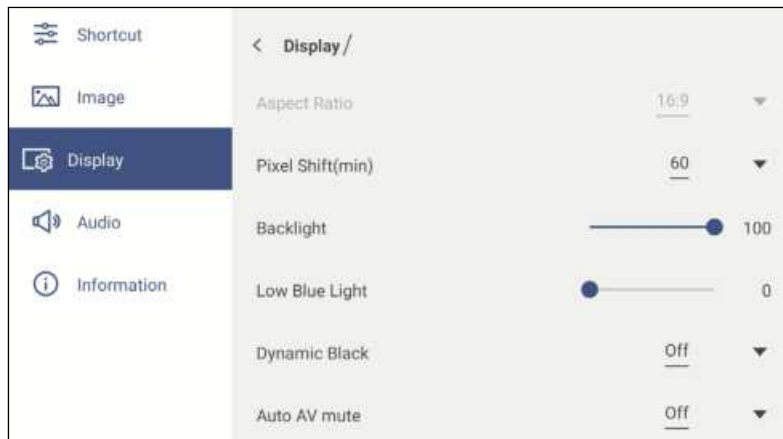 Shortcut
Image
Display
Audio
Information
< Display/
Aspect Ratio 16:9
Pixel Shift(min) 60
Backlight 100
Low Blue Light 0
Dynamic Black Off
Auto AV mute Off